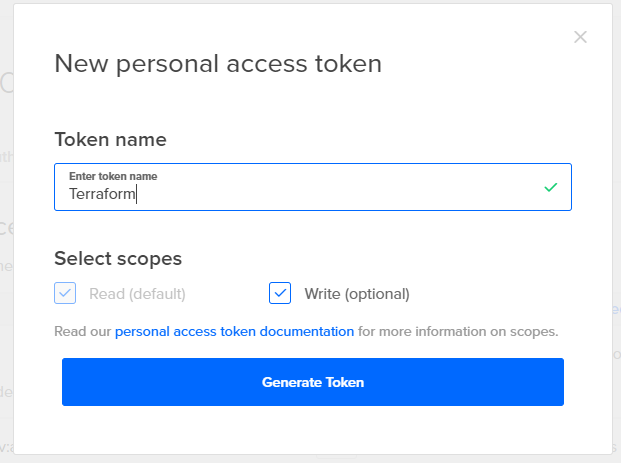 New personal access token
Token name
Enter token name
Terraform
Select scopes
Read (default) Write (optional)
Read our personal access token documentation for more information on scopes.
Generate Token